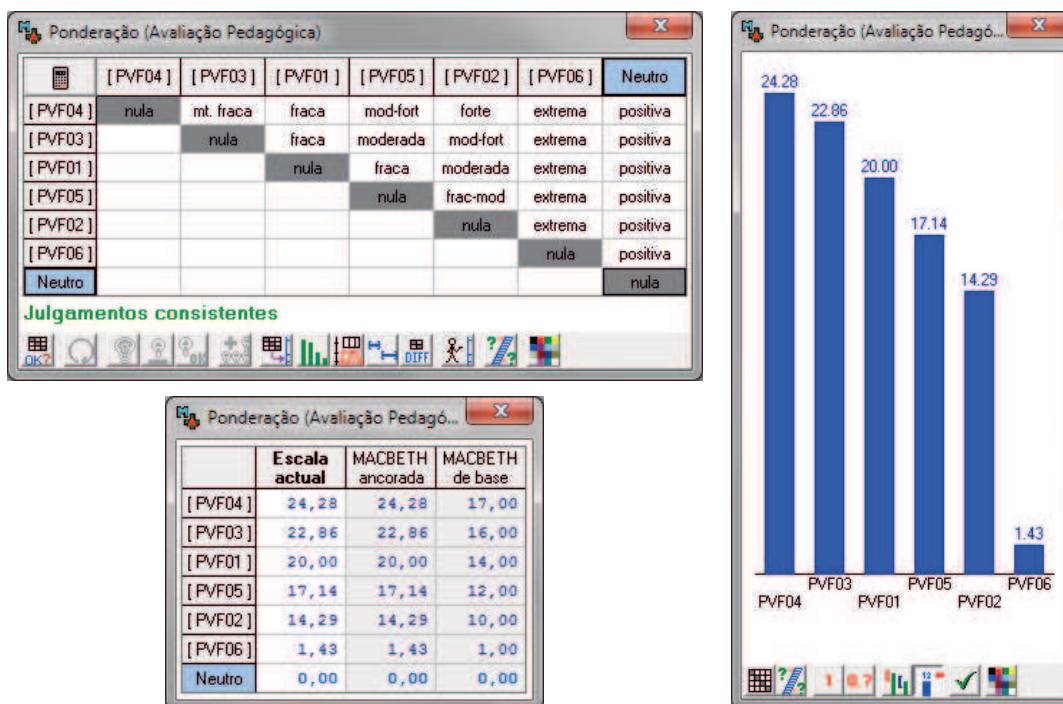 Ponderação (Avaliação Pedagógica)
[ PVF04 ] [ PVF03 ] [ PVF01 ] [ PVF05 ] [ PVF02 ] [ PVF06 ] Neutro
[ PVF04 ] nula mt. fraca fraca mod-fort forte extrema positiva
[ PVF03 ] nula fraca moderada mod-fort extrema positiva
[ PVF01 ] nula fraca moderada extrema positiva
[ PVF05 ] nula frac-mod extrema positiva
[ PVF02 ] nula extrema positiva
[ PVF06 ] nula positiva
Neutro nula
Julgamentos consistentes
OK? OK DIFF
Ponderação (Avaliação Pedagó...
Escala actual MACBETH ancorada MACBETH de base
[ PVF04 ] 24,28 24,28 17,00
[ PVF03 ] 22,86 22,86 16,00
[ PVF01 ] 20,00 20,00 14,00
[ PVF05 ] 17,14 17,14 12,00
[ PVF02 ] 14,29 14,29 10,00
[ PVF06 ] 1,43 1,43 1,00
Neutro 0,00 0,00 0,00
Ponderação (Avaliação Pedagó...
24.28
22.86
20.00
17.14
14.29
1.43
PVF03 PVF05 PVF06
PVF04 PVF01 PVF02
1 0.? 12